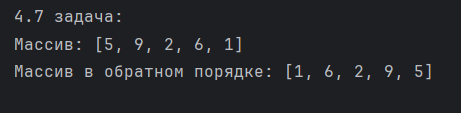 4.7 задача:
Массив: [5, 9, 2, 6, 1]
Массив в обратном порядке: [1, 6, 2, 9, 5]